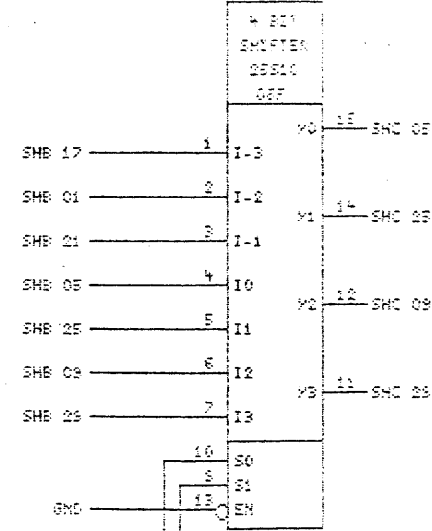 4 BIT
SHIFTER
25S10
06F
Y0 15 SHC 05
SHB 17 1 I-3
SHB 01 2 I-2
Y1 14 SHC 25
SHB 21 3 I-1
SHB 05 4 I0
Y2 12 SHC 09
SHB 25 5 I1
SHB 09 6 I2
Y3 11 SHC 29
SHB 29 7 I3
10 S0
9 S1
GND 13 EN